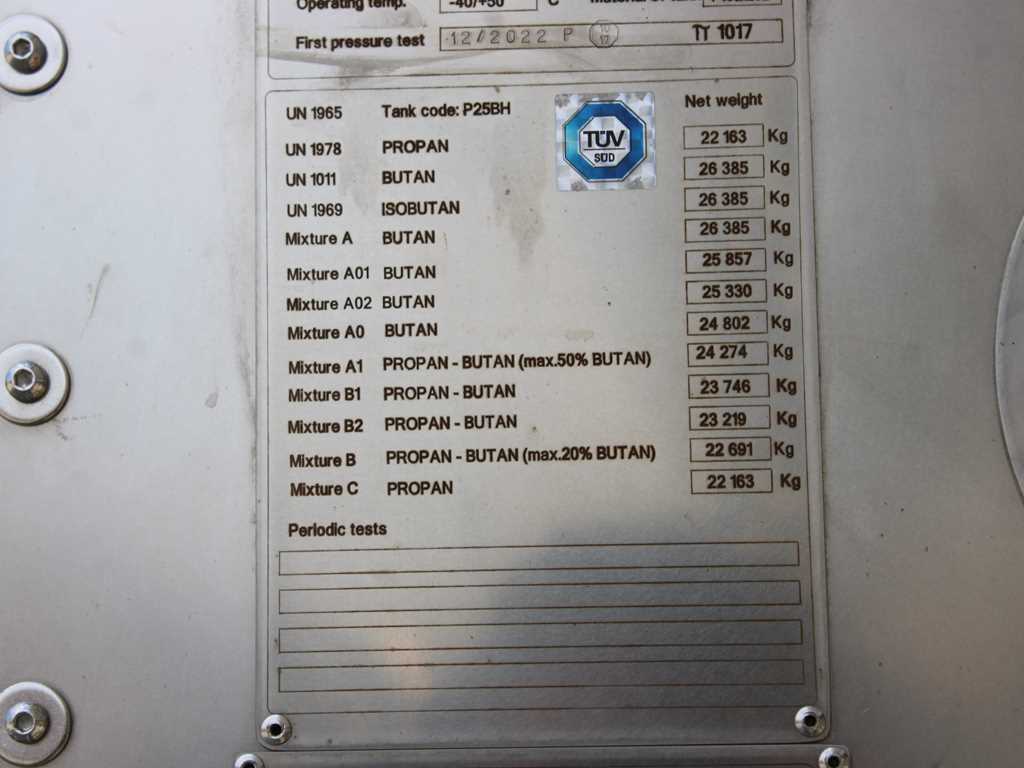 Operating temp. -40/+50 °C
First pressure test 12/2022 P π 1017
UN 1965 Tank code: P25BH Net weight
TÜV
SÜD
UN 1978 PROPAN 22 163 Kg
UN 1011 BUTAN 26 385 Kg
UN 1969 ISOBUTAN 26 385 Kg
Mixture A BUTAN 26 385 Kg
Mixture A01 BUTAN 25 857 Kg
Mixture A02 BUTAN 25 330 Kg
Mixture A0 BUTAN 24 802 Kg
Mixture A1 PROPAN - BUTAN (max.50% BUTAN) 24 274 Kg
Mixture B1 PROPAN - BUTAN 23 746 Kg
Mixture B2 PROPAN - BUTAN 23 219 Kg
Mixture B PROPAN - BUTAN (max.20% BUTAN) 22 691 Kg
Mixture C PROPAN 22 163 Kg
Periodic tests